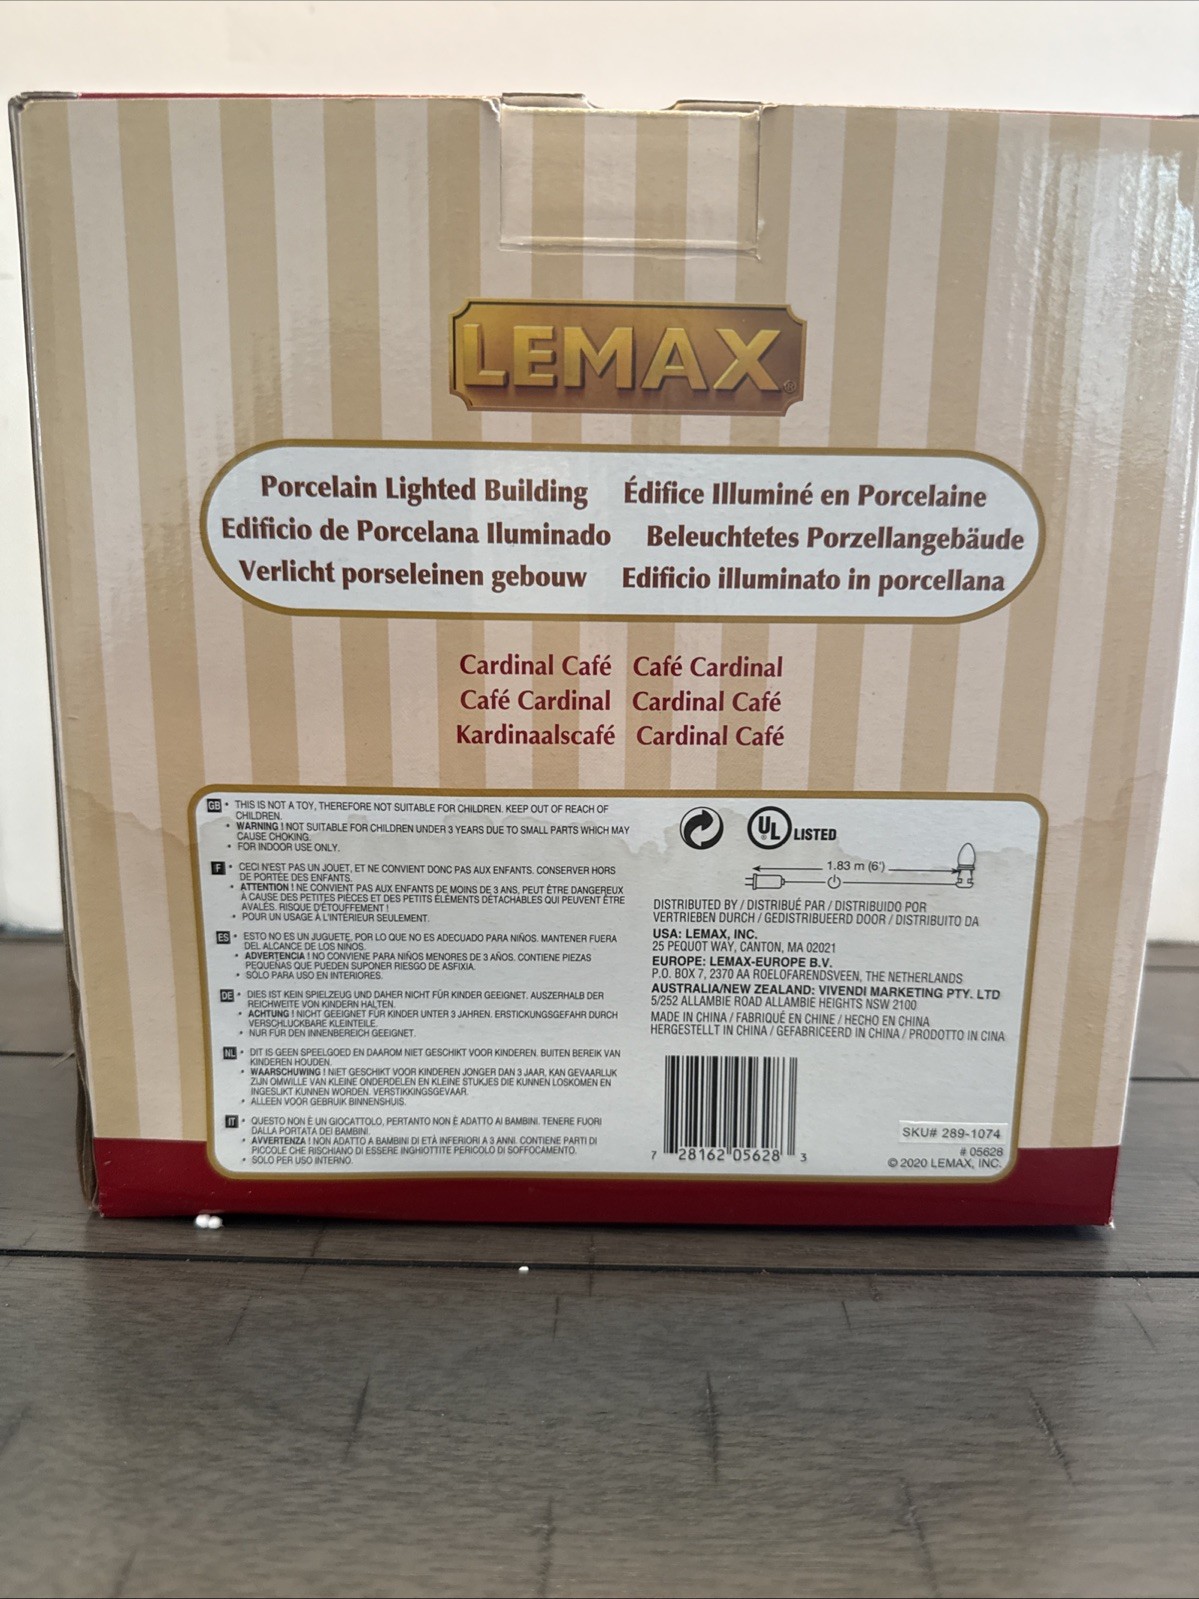 LEMAX®
Porcelain Lighted Building Édifice Illuminé en Porcelaine
Edificio de Porcelana Iluminado Beleuchtetes Porzellangebäude
Verlicht porseleinen gebouw Edificio illuminato in porcellana
Cardinal Café Café Cardinal
Café Cardinal Cardinal Café
Kardinaalscafé Cardinal Café
GB • THIS IS NOT A TOY, THEREFORE NOT SUITABLE FOR CHILDREN. KEEP OUT OF REACH OF
CHILDREN.
• WARNING ! NOT SUITABLE FOR CHILDREN UNDER 3 YEARS DUE TO SMALL PARTS WHICH MAY
CAUSE CHOKING.
• FOR INDOOR USE ONLY.
F • CECI N'EST PAS UN JOUET, ET NE CONVIENT DONC PAS AUX ENFANTS. CONSERVER HORS
DE PORTÉE DES ENFANTS.
• ATTENTION ! NE CONVIENT PAS AUX ENFANTS DE MOINS DE 3 ANS, PEUT ÊTRE DANGEREUX
A CAUSE DES PETITES PIÈCES ET DES PETITS ÉLÉMENTS DÉTACHABLES QUI PEUVENT ÊTRE
AVALÉS. RISQUE D'ÉTOUFFEMENT !
• POUR UN USAGE À L'INTÉRIEUR SEULEMENT.
ES • ESTO NO ES UN JUGUETE, POR LO QUE NO ES ADECUADO PARA NIÑOS. MANTENER FUERA
DEL ALCANCE DE LOS NIÑOS.
• ADVERTENCIA ! NO CONVIENE PARA NIÑOS MENORES DE 3 AÑOS. CONTIENE PIEZAS
PEQUEÑAS QUE PUEDEN SUPONER RIESGO DE ASFIXIA.
• SÓLO PARA USO EN INTERIORES.
DE • DIES IST KEIN SPIELZEUG UND DAHER NICHT FÜR KINDER GEEIGNET. AUSZERHALB DER
REICHWEITE VON KINDERN HALTEN.
• ACHTUNG ! NICHT GEEIGNET FÜR KINDER UNTER 3 JAHREN. ERSTICKUNGSGEFAHR DURCH
VERSCHLUCKBARE KLEINTEILE.
• NUR FÜR DEN INNENBEREICH GEEIGNET.
NL • DIT IS GEEN SPEELGOED EN DAAROM NIET GESCHIKT VOOR KINDEREN. BUITEN BEREIK VAN
KINDEREN HOUDEN.
• WAARSCHUWING ! NIET GESCHIKT VOOR KINDEREN JONGER DAN 3 JAAR, KAN GEVAARLIJK
ZIJN OMWILLE VAN KLEINE ONDERDELEN EN KLEINE STUKJES DIE KUNNEN LOSKOMEN EN
INGESLIKT KUNNEN WORDEN. VERSTIKKINGSGEVAAR.
• ALLEEN VOOR GEBRUIK BINNENSHUIS.
IT • QUESTO NON È UN GIOCATTOLO, PERTANTO NON È ADATTO AI BAMBINI. TENERE FUORI
DALLA PORTATA DEI BAMBINI.
• AVVERTENZA ! NON ADATTO A BAMBINI DI ETÀ INFERIORI A 3 ANNI. CONTIENE PARTI DI
PICCOLE CHE RISCHIANO DI ESSERE INGHIOTTITE PERICOLO DI SOFFOCAMENTO.
• SOLO PER USO INTERNO.
UL LISTED
1.83 m (6')
DISTRIBUTED BY / DISTRIBUÉ PAR / DISTRIBUIDO POR
VERTRIEBEN DURCH / GEDISTRIBUEERD DOOR / DISTRIBUITO DA
USA: LEMAX, INC.
25 PEQUOT WAY, CANTON, MA 02021
EUROPE: LEMAX-EUROPE B.V.
P.O. BOX 7, 2370 AA ROELOFARENDSVEEN, THE NETHERLANDS
AUSTRALIA/NEW ZEALAND: VIVENDI MARKETING PTY. LTD
5/252 ALLAMBIE ROAD ALLAMBIE HEIGHTS NSW 2100
MADE IN CHINA / FABRIQUÉ EN CHINE / HECHO EN CHINA
HERGESTELLT IN CHINA / GEFABRICEERD IN CHINA / PRODOTTO IN CINA
7 28162 05628 3
SKU# 289-1074
# 05628
© 2020 LEMAX, INC.